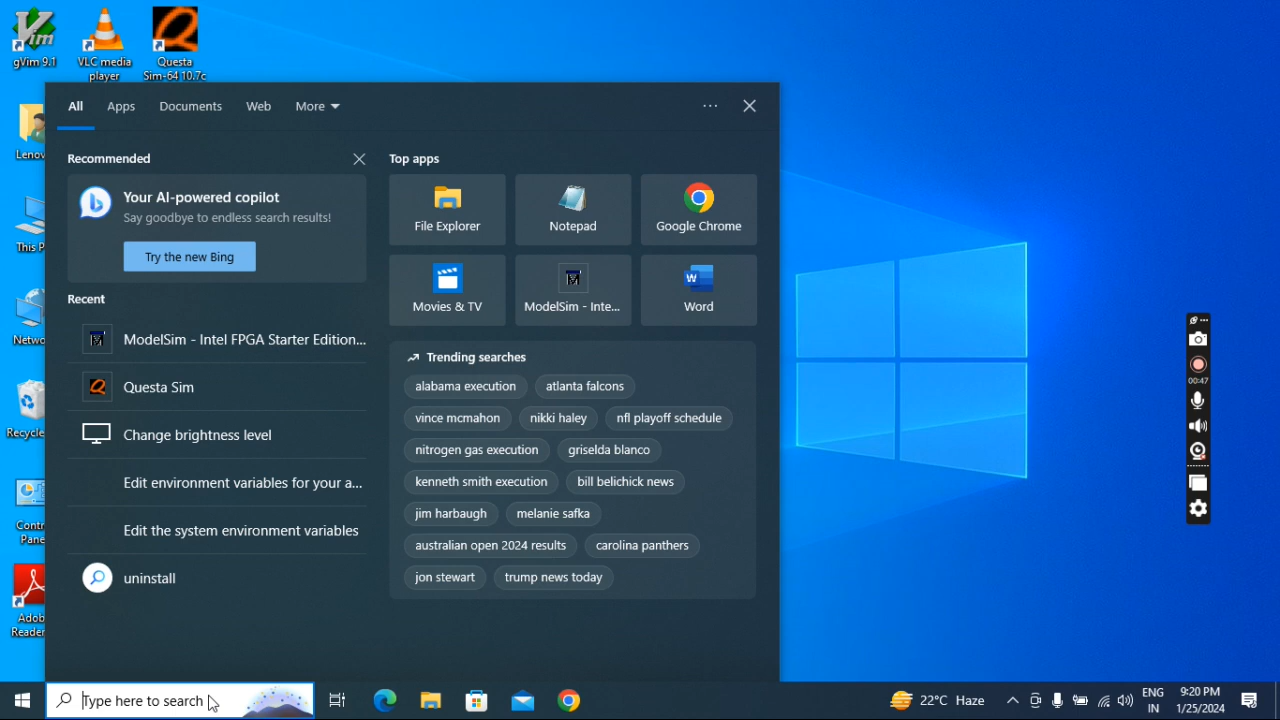 gVim 9.1
VLC media
player
Questa
Sim-64 10.7c
All
Apps
Documents
Web
More
Recommended
Your AI-powered copilot
Say goodbye to endless search results!
Try the new Bing
Recent
ModelSim - Intel FPGA Starter Edition...
Questa Sim
Change brightness level
Edit environment variables for your a...
Edit the system environment variables
uninstall
Top apps
File Explorer
Notepad
Google Chrome
Movies & TV
ModelSim - Inte...
Word
Trending searches
alabama execution
atlanta falcons
vince mcmahon
nikki haley
nfl playoff schedule
nitrogen gas execution
griselda blanco
kenneth smith execution
bill belichick news
jim harbaugh
melanie safka
australian open 2024 results
carolina panthers
jon stewart
trump news today
Lenov
This P
Netwo
Recycle
Contr
Pane
Adob
Reader
00:47
Type here to search
22°C Haze
ENG
IN
9:20 PM
1/25/2024